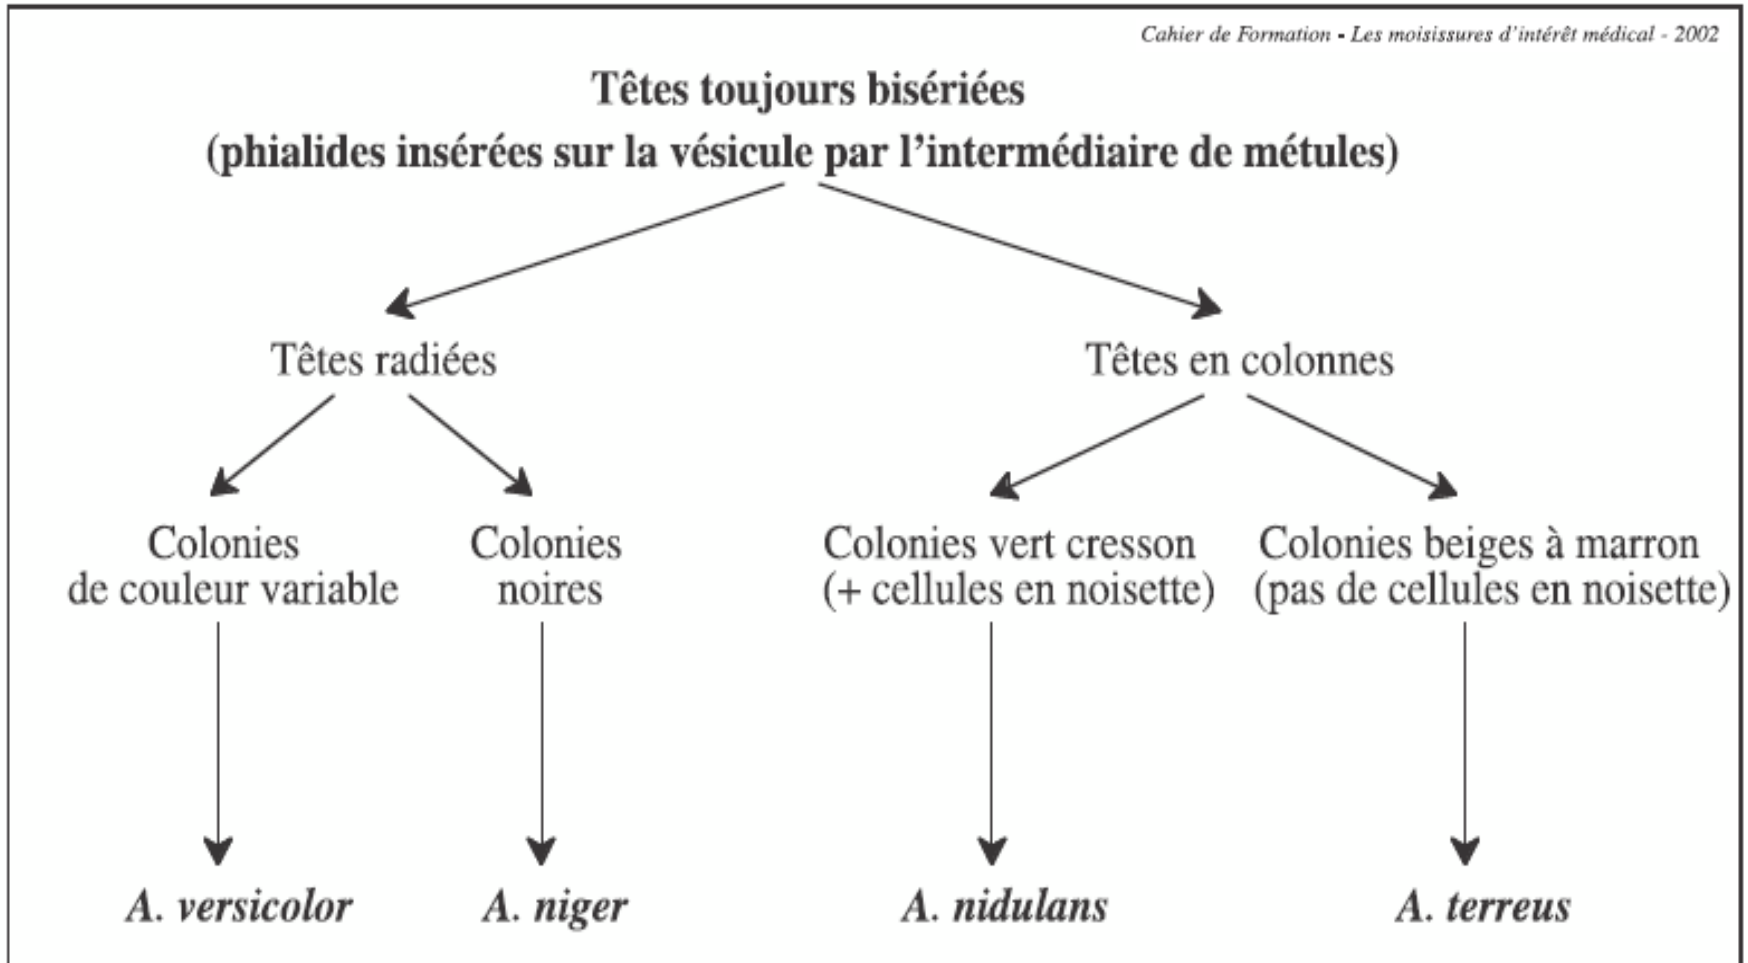 Cahier de Formation - Les moisissures d'intérêt médical - 2002
Têtes toujours bisériées
(phialides insérées sur la vésicule par l'intermédiaire de métules)
Têtes radiées
Têtes en colonnes
Colonies
de couleur variable
Colonies
noires
Colonies vert cresson
(+ cellules en noisette)
Colonies beiges à marron
(pas de cellules en noisette)
A. versicolor
A. niger
A. nidulans
A. terreus